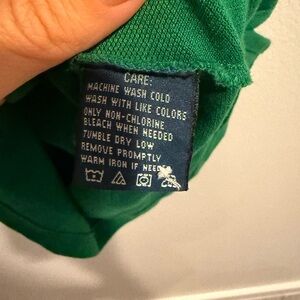 CARE:
MACHINE WASH COLD
WASH WITH LIKE COLORS
ONLY NON-CHLORINE
BLEACH WHEN NEEDED
TUMBLE DRY LOW
REMOVE PROMPTLY
WARM IRON IF